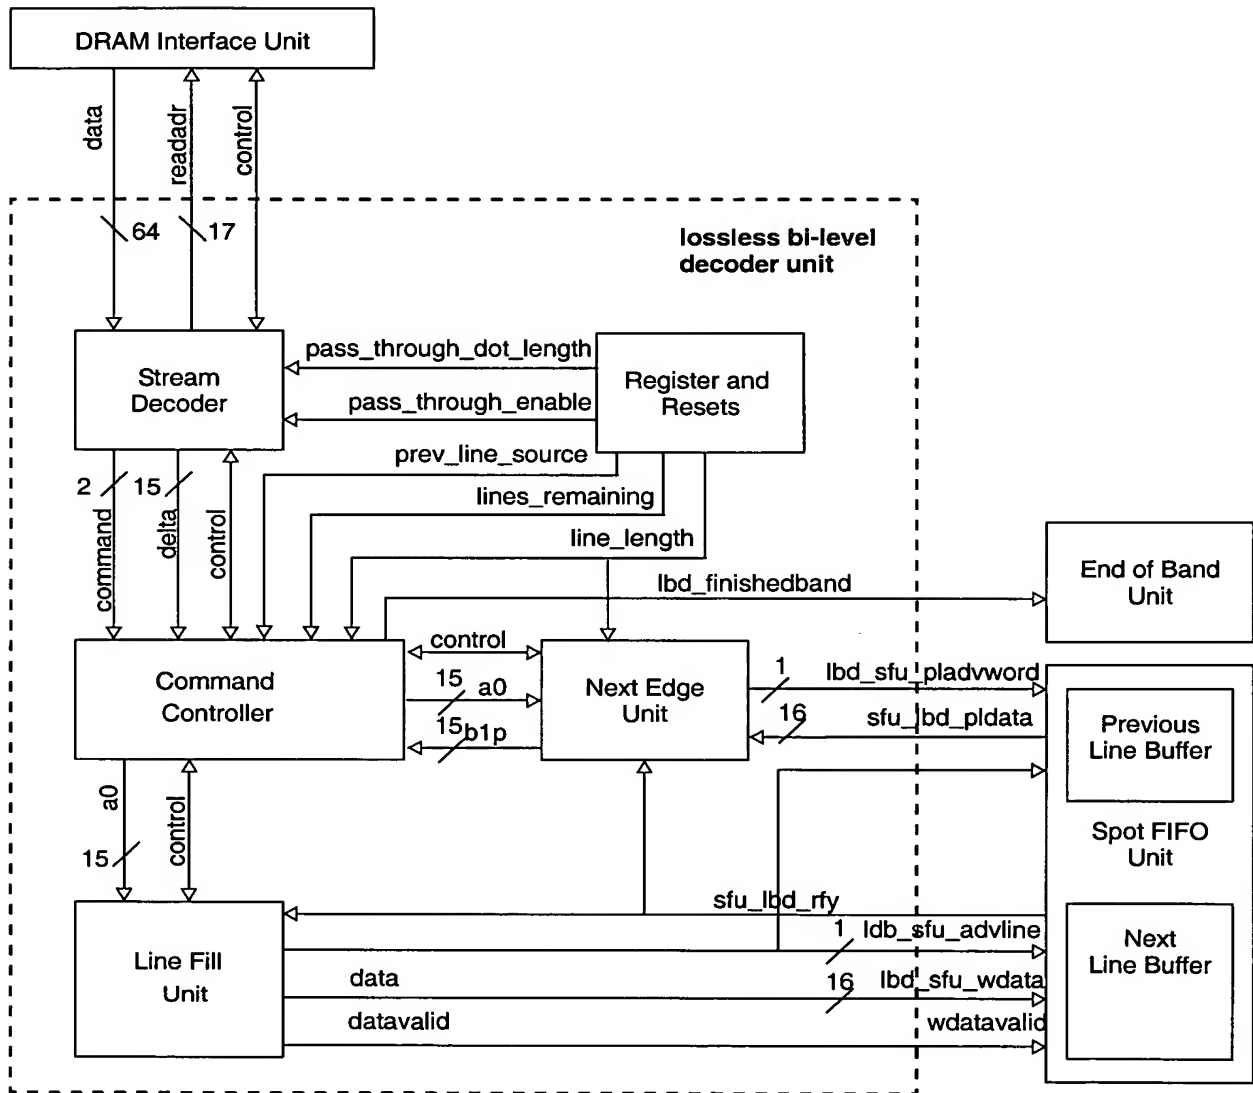 DRAM Interface Unit
data
readadr
control
64
17
lossless bi-level
decoder unit
Stream
Decoder
pass_through_dot_length
pass_through_enable
Register and
Resets
prev_line_source
lines_remaining
line_length
2
15
command
delta
control
lbd_finishedband
End of Band
Unit
Command
Controller
control
15
a0
15
b1p
Next Edge
Unit
1
lbd_sfu_pladvword
16
sfu_lbd_pldata
Previous
Line Buffer
Spot FIFO
Unit
a0
15
control
sfu_lbd_rfy
1
ldb_sfu_advline
Line Fill
Unit
data
16
lbd_sfu_wdata
datavalid
wdatavalid
Next
Line Buffer